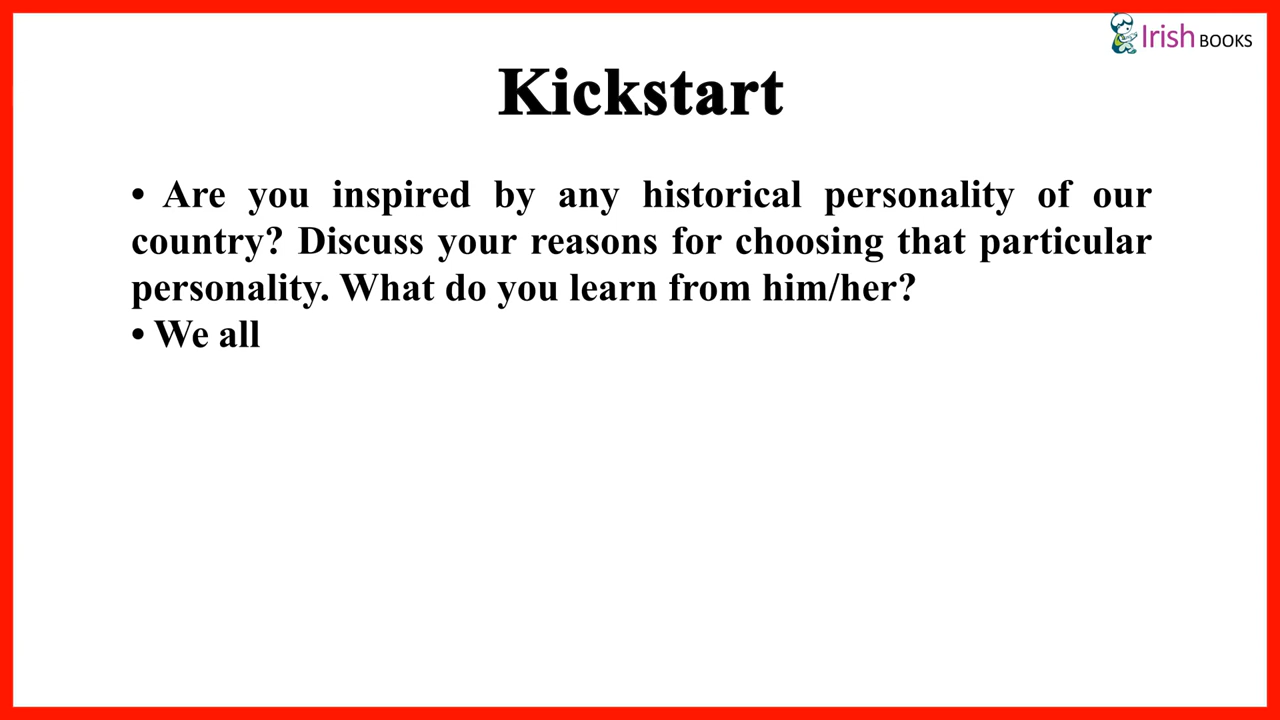 Irish BOOKS
Kickstart
• Are you inspired by any historical personality of our
country? Discuss your reasons for choosing that particular
personality. What do you learn from him/her?
• We all